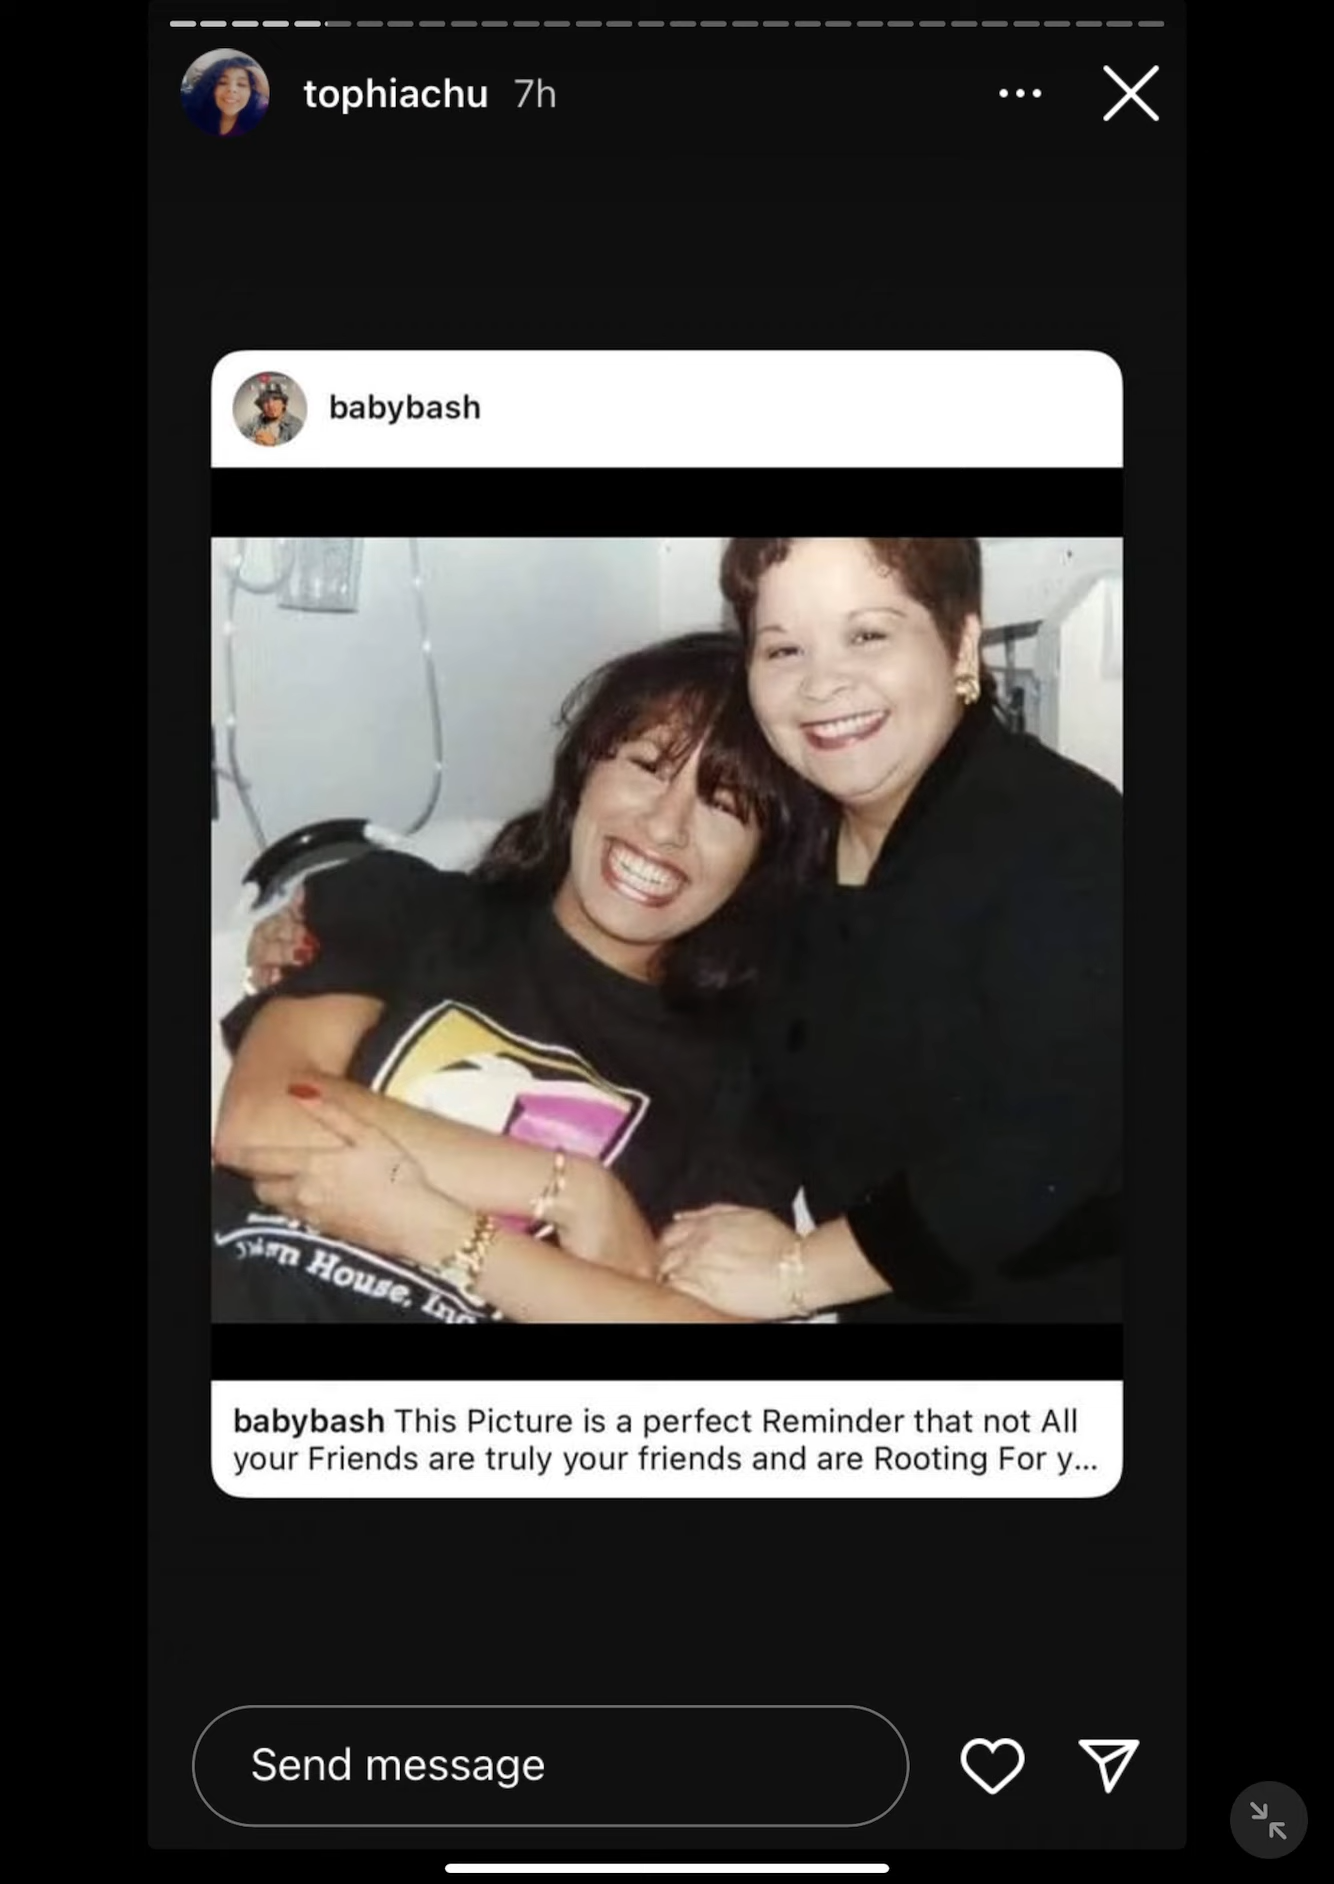 tophiachu 7h
babybash
House, Inc
babybash This Picture is a perfect Reminder that not All
your Friends are truly your friends and are Rooting For y...
Send message